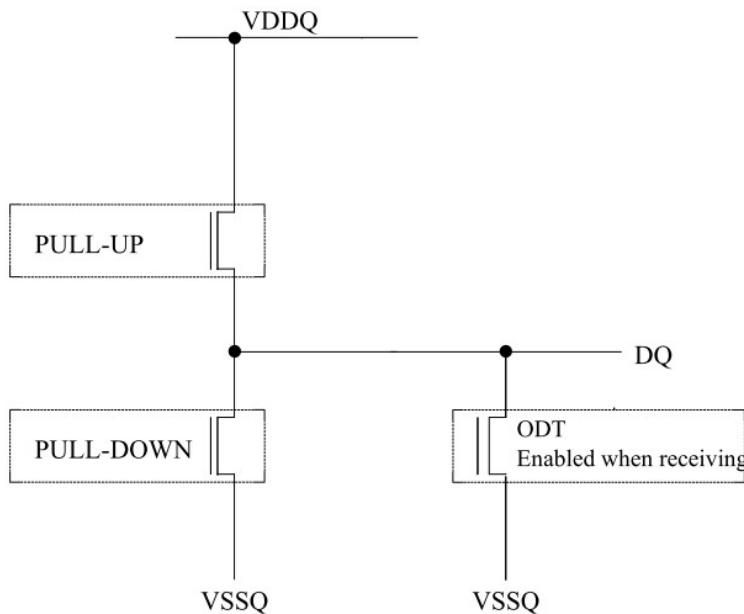 VDDQ
PULL-UP
DQ
PULL-DOWN
ODT
Enabled when receiving
VSSQ
VSSQ